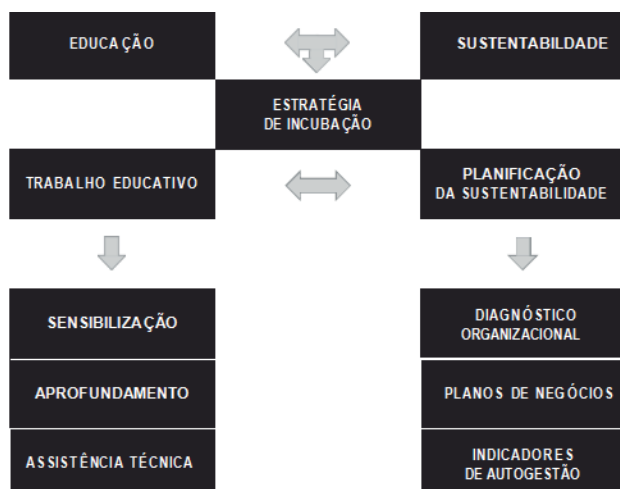 EDUCAÇÃO
SUSTENTABILDADE
ESTRATÉGIA
DE INCUBAÇÃO
TRABALHO EDUCATIVO
PLANIFICAÇÃO
DA SUSTENTABILIDADE
SENSIBILIZAÇÃO
DIAGNÓSTICO
ORGANIZACIONAL
APROFUNDAMENTO
PLANOS DE NEGÓCIOS
ASSISTÊNCIA TÉCNICA
INDICADORES
DE AUTOGESTÃO